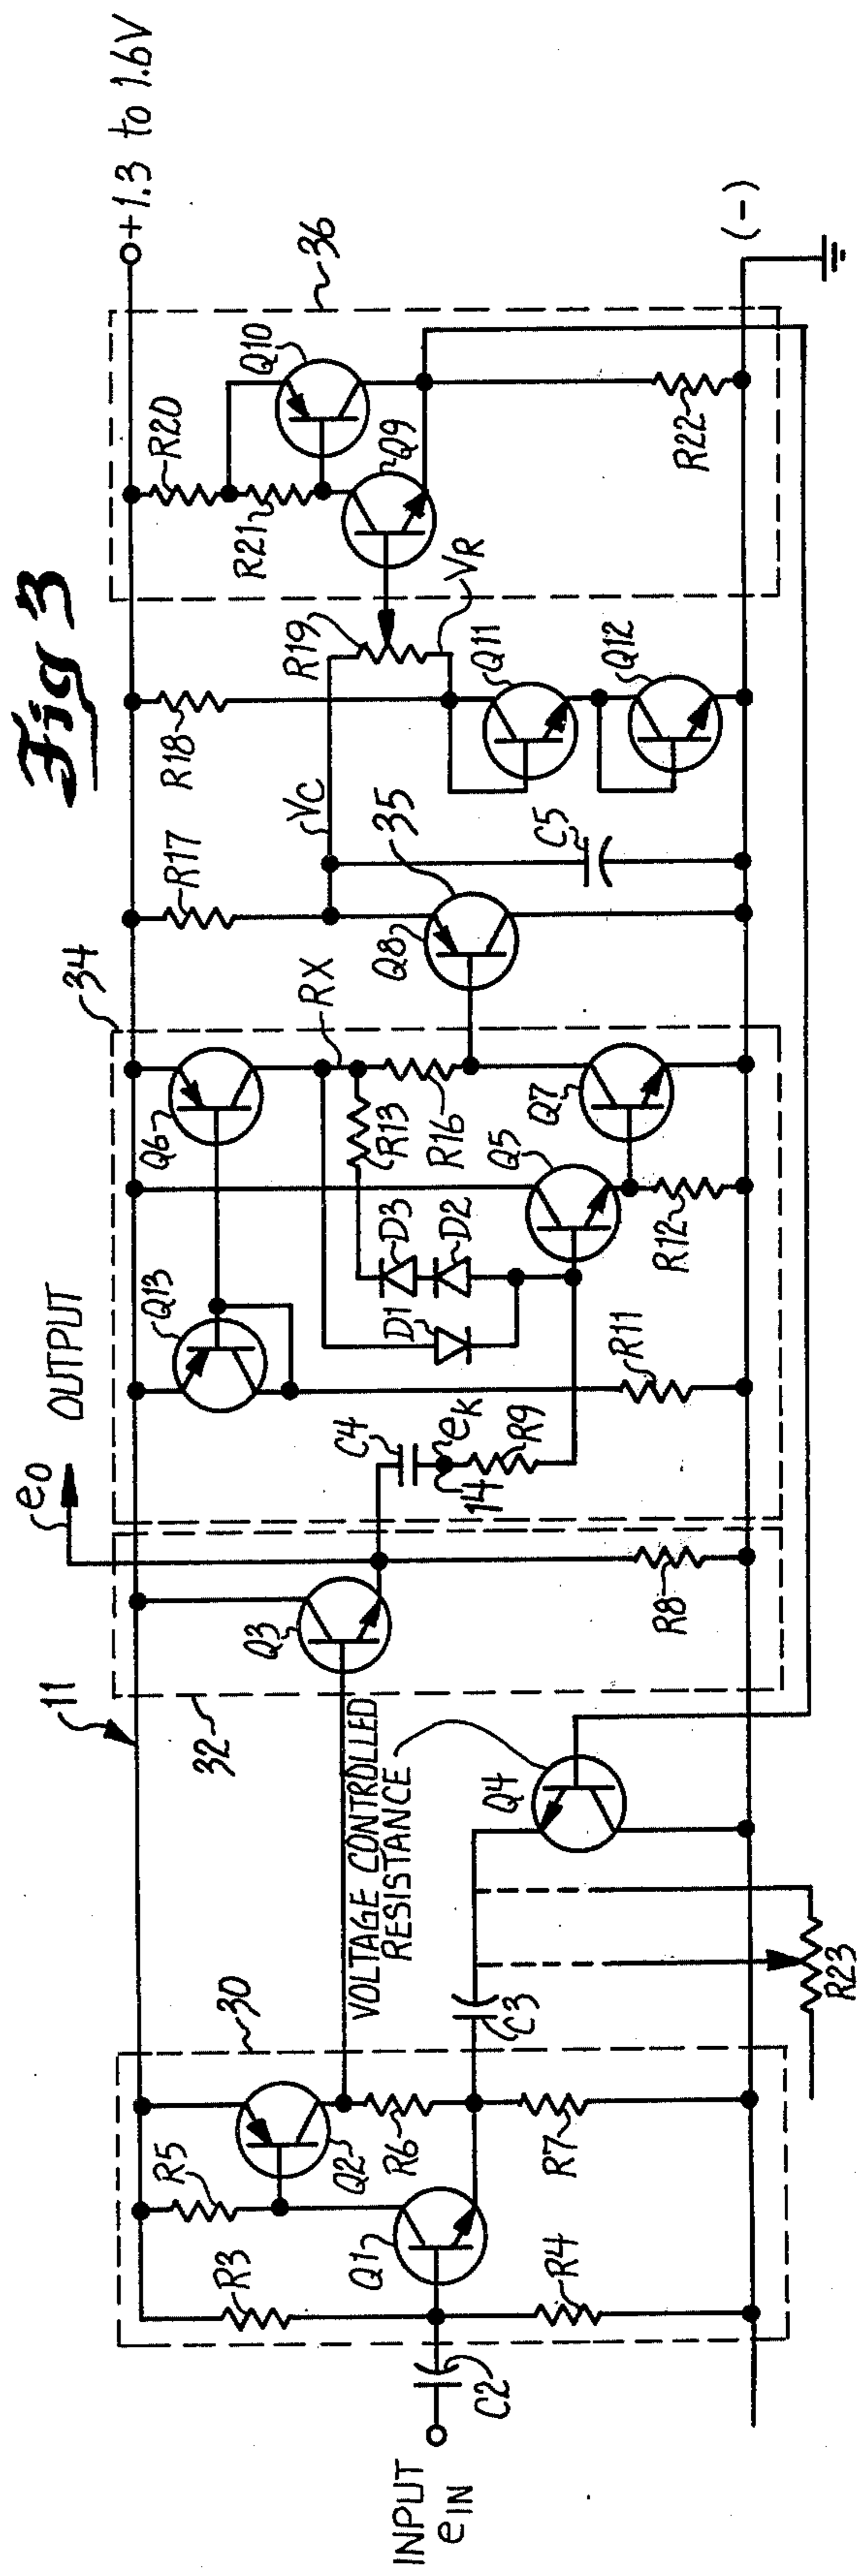 Fig 3
11
32
34
36
30
e0
OUTPUT
+1.3 to 1.6V
INPUT
eIN
C2
R3
R4
R5
Q1
Q2
R6
R7
C3
R23
VOLTAGE CONTROLLED
RESISTANCE
Q4
Q3
R8
C4
eK
14
R9
Q13
R11
D1
D3
D2
R13
RX
R16
Q5
R12
Q6
Q7
Q8
35
R17
VC
C5
R18
R19
VR
Q11
Q12
R20
R21
Q10
Q9
R22
(-)